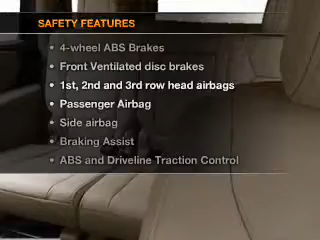 SAFETY FEATURES
• 4-wheel ABS Brakes
• Front Ventilated disc brakes
• 1st, 2nd and 3rd row head airbags
• Passenger Airbag
• Side airbag
• Braking Assist
• ABS and Driveline Traction Control